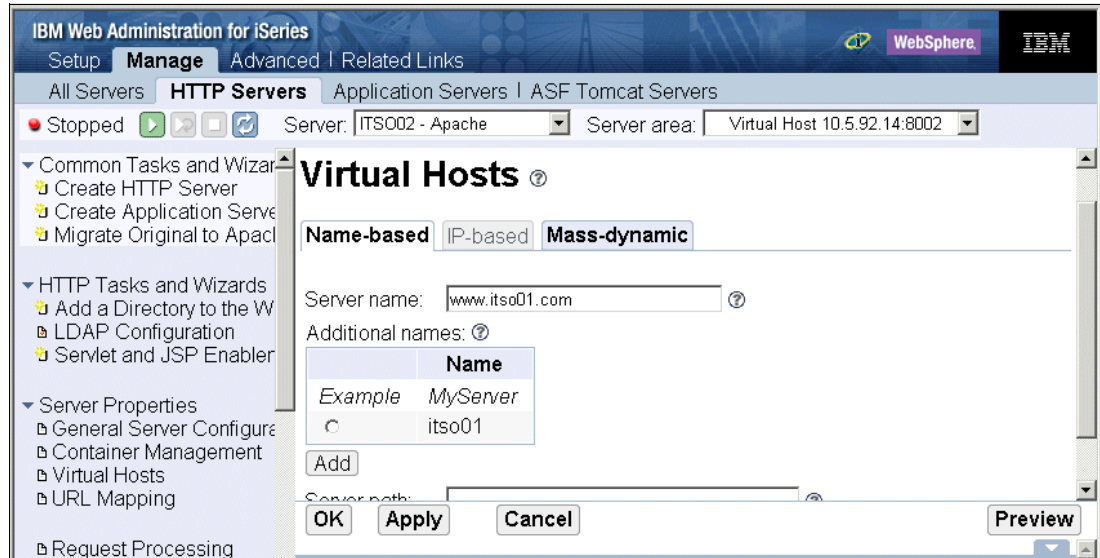 IBM Web Administration for iSeries
WebSphere.
IBM
Setup Manage Advanced | Related Links
All Servers HTTP Servers Application Servers | ASF Tomcat Servers
Stopped Server: ITSO02 - Apache Server area: Virtual Host 10.5.92.14:8002
Common Tasks and Wizar
Create HTTP Server
Create Application Serve
Migrate Original to Apacl
HTTP Tasks and Wizards
Add a Directory to the W
LDAP Configuration
Servlet and JSP Enabler
Server Properties
General Server Configura
Container Management
Virtual Hosts
URL Mapping
Request Processing
Virtual Hosts
Name-based IP-based Mass-dynamic
Server name: www.itso01.com
Additional names:
Name
Example MyServer
itso01
Add
Server path:
OK Apply Cancel Preview